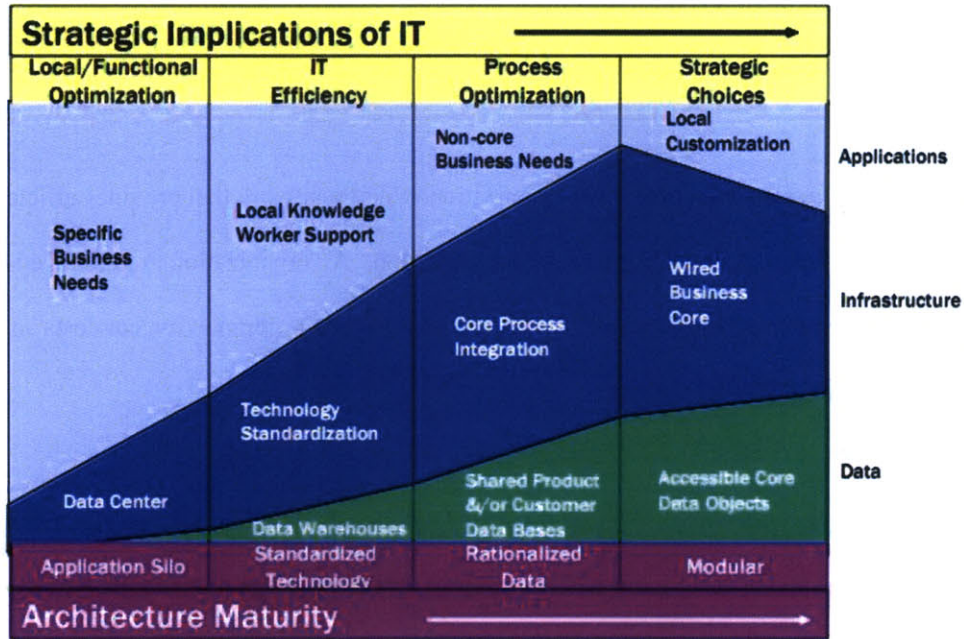 Strategic Implications of IT
Local/Functional
Optimization
IT
Efficiency
Process
Optimization
Strategic
Choices
Specific
Business
Needs
Local Knowledge
Worker Support
Non-core
Business Needs
Local
Customization
Applications
Data Center
Technology
Standardization
Core Process
Integration
Wired
Business
Core
Infrastructure
Data Warehouses
Shared Product
&/or Customer
Data Bases
Accessible Core
Data Objects
Data
Application Silo
Standardized
Technology
Rationalized
Data
Modular
Architecture Maturity